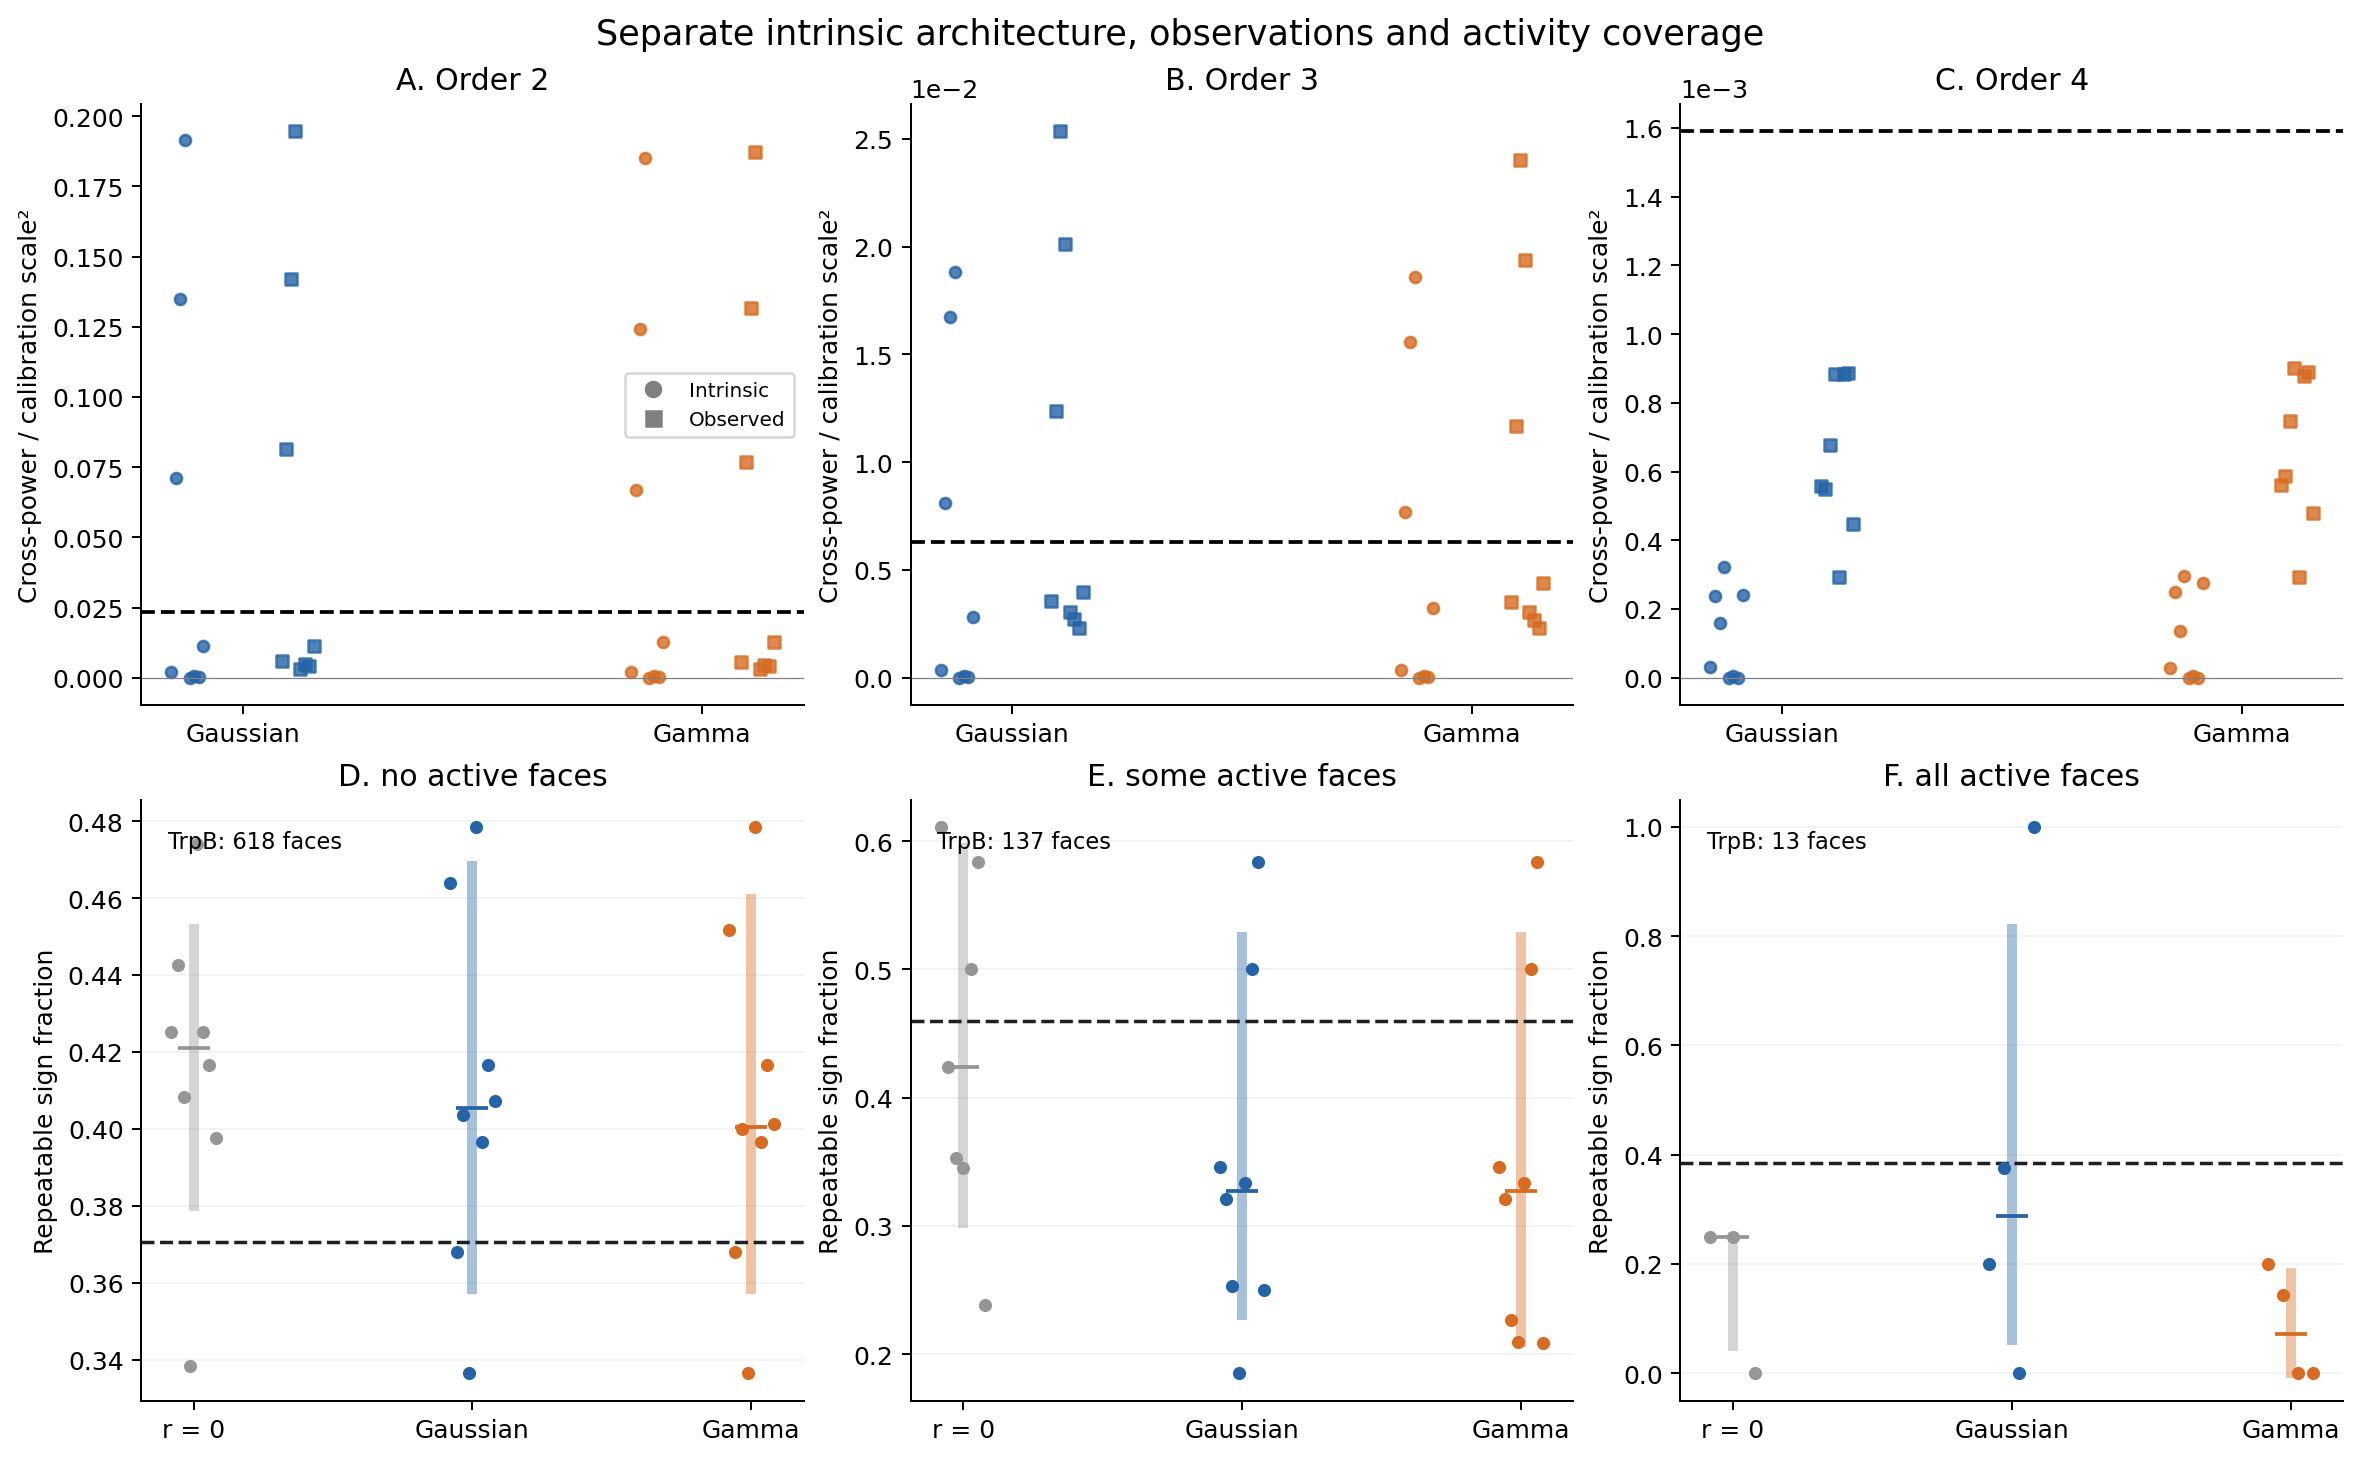 Separate intrinsic architecture, observations and activity coverage
A. Order 2
Cross-power / calibration scale²
0.200
0.175
0.150
0.125
0.100
0.075
0.050
0.025
0.000
Intrinsic
Observed
Gaussian
Gamma
B. Order 3
1e−2
Cross-power / calibration scale²
2.5
2.0
1.5
1.0
0.5
0.0
Gaussian
Gamma
C. Order 4
1e−3
Cross-power / calibration scale²
1.6
1.4
1.2
1.0
0.8
0.6
0.4
0.2
0.0
Gaussian
Gamma
D. no active faces
Repeatable sign fraction
0.48
0.46
0.44
0.42
0.40
0.38
0.36
0.34
TrpB: 618 faces
r = 0
Gaussian
Gamma
E. some active faces
Repeatable sign fraction
0.6
0.5
0.4
0.3
0.2
TrpB: 137 faces
r = 0
Gaussian
Gamma
F. all active faces
Repeatable sign fraction
1.0
0.8
0.6
0.4
0.2
0.0
TrpB: 13 faces
r = 0
Gaussian
Gamma